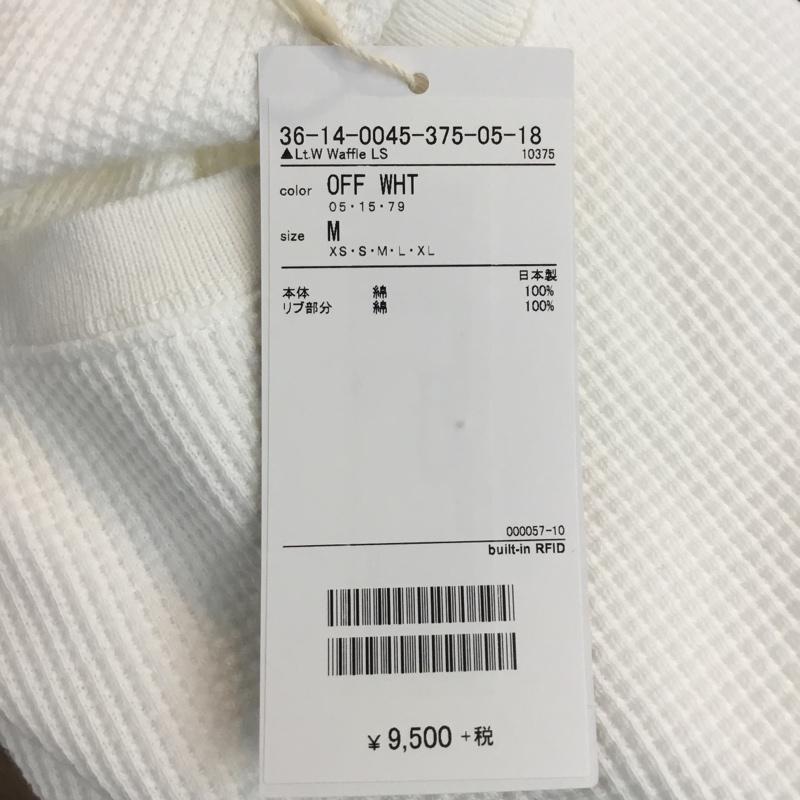 36-14-0045-375-05-18
▲Lt.W Waffle LS 10375
color OFF WHT
05・15・79
size M
XS・S・M・L・XL
日本製
本体 綿 100%
リブ部分 綿 100%
000057-10
built-in RFID
¥ 9,500 +税